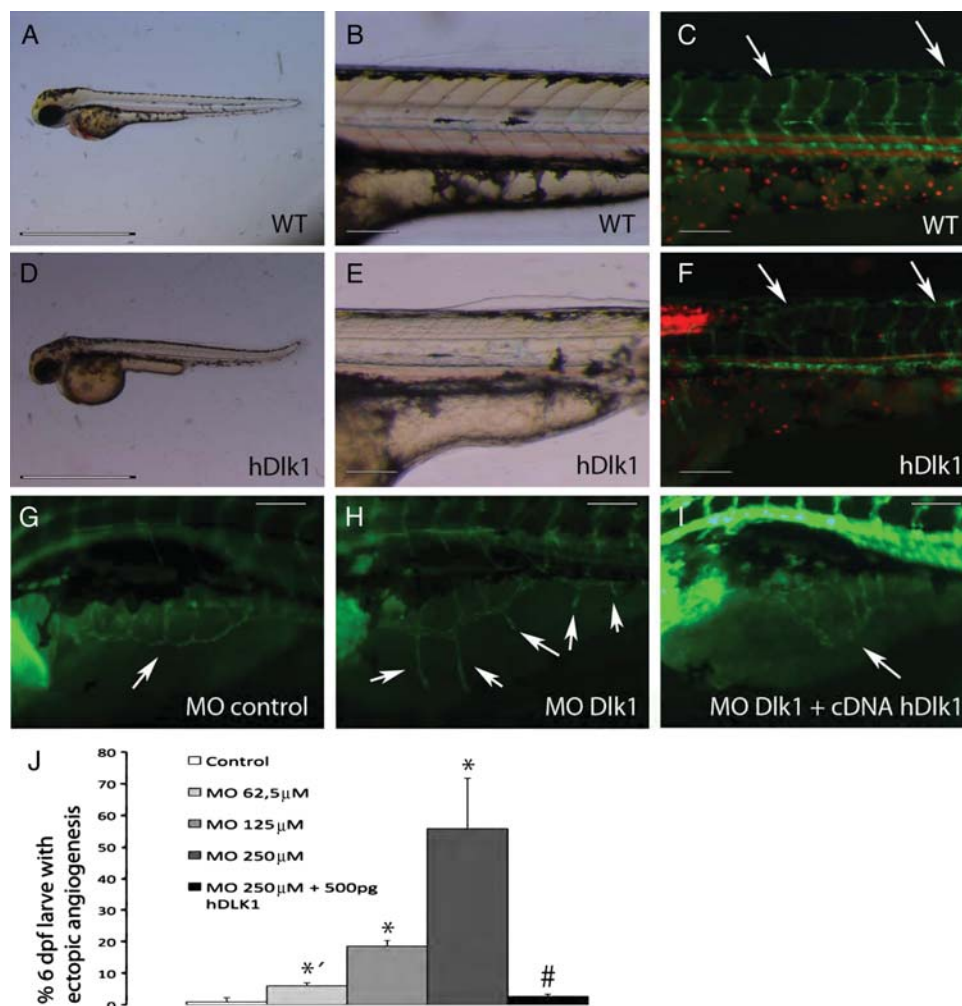 A
WT
B
WT
C
WT
D
hDlk1
E
hDlk1
F
hDlk1
G
MO control
H
MO Dlk1
I
MO Dlk1 + cDNA hDlk1
J
% 6 dpf larve with
ectopic angiogenesis
80
70
60
50
40
30
20
10
0
Control
MO 62,5μM
MO 125μM
MO 250μM
MO 250μM + 500pg
hDLK1
*´
*
*
#